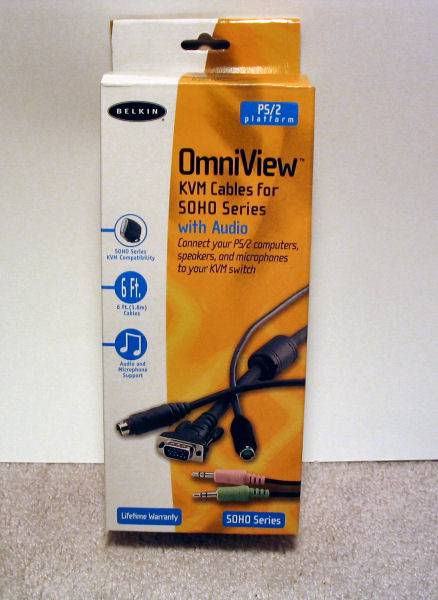 BELKIN
PS/2
platform
OmniView™
KVM Cables for
SOHO Series
with Audio
Connect your PS/2 computers,
speakers, and microphones
to your KVM switch
SOHO Series
KVM Compatibility
6 Ft.
6 Ft.(1.8m)
Cables
Audio and
Microphone
Support
Lifetime Warranty
SOHO Series